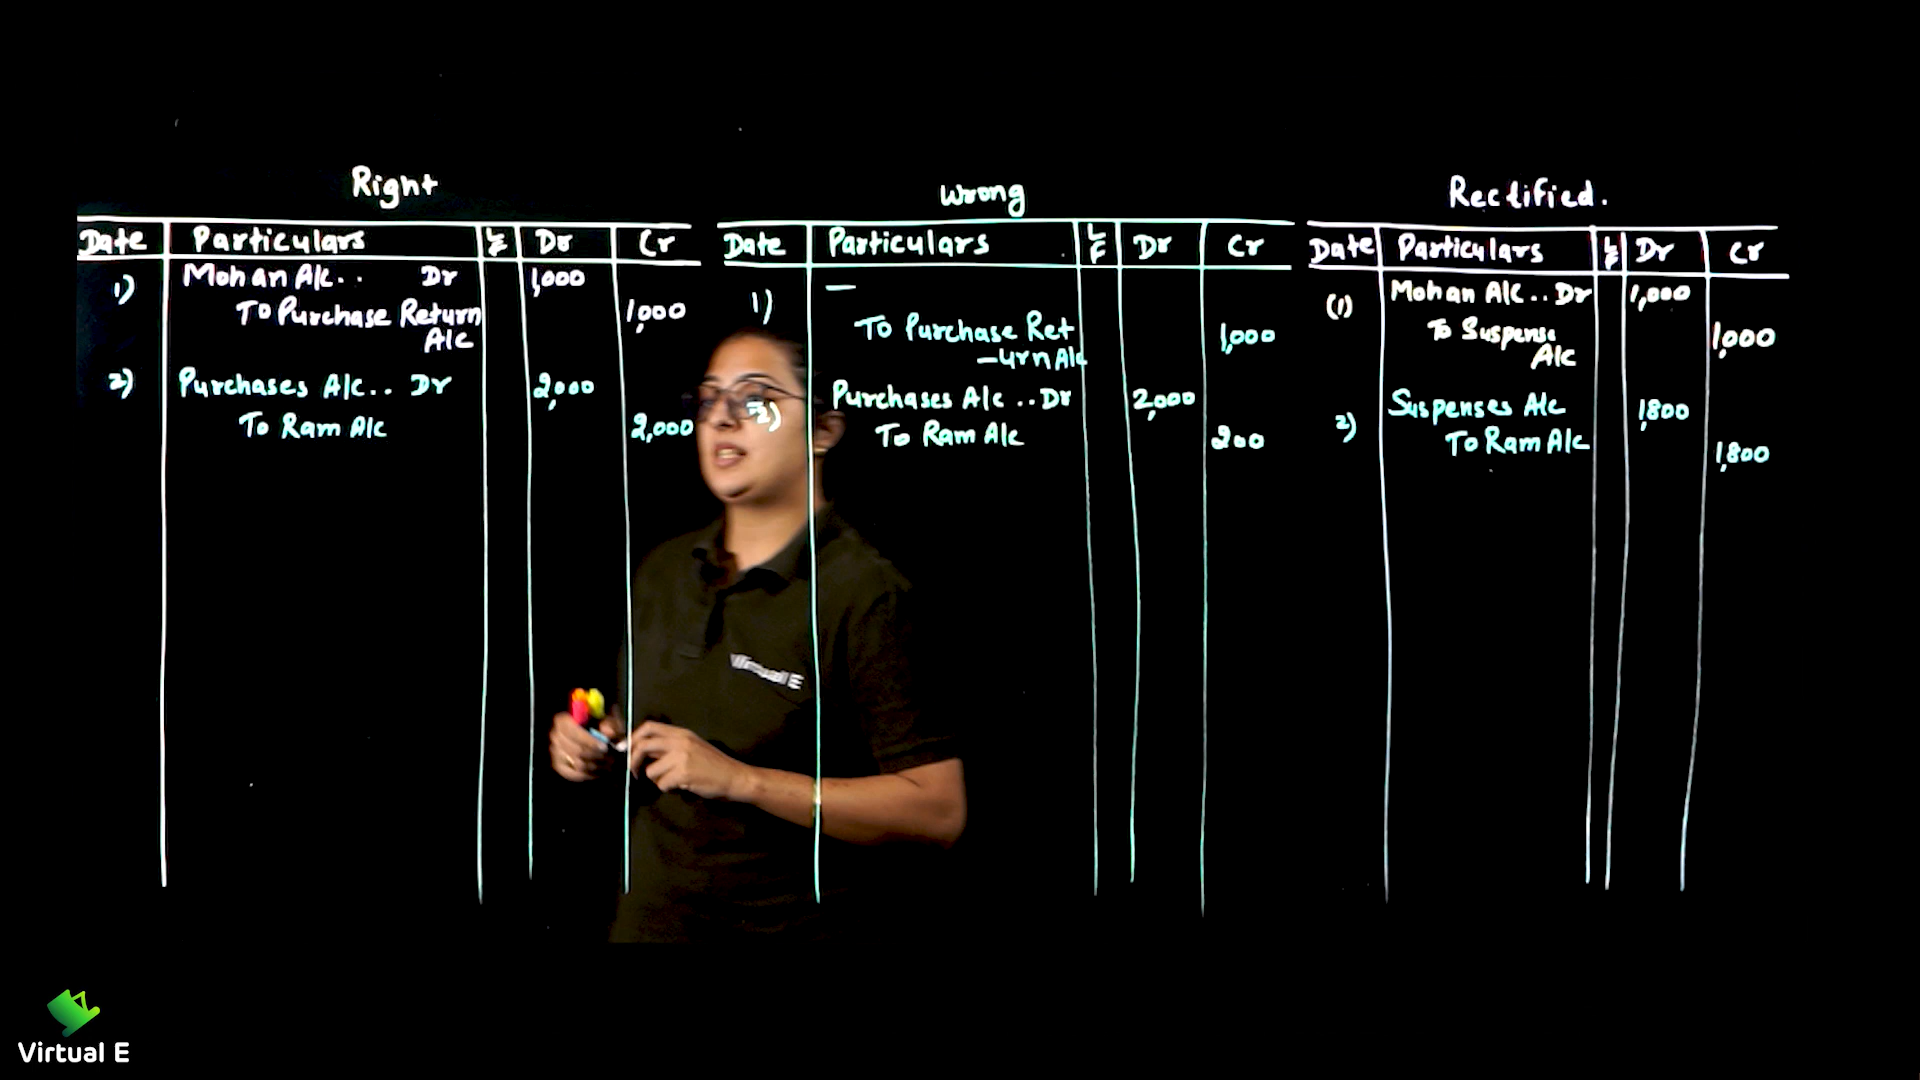 Right
Date Particulars L.F Dr Cr
1) Mohan A/c.. Dr 1,000
To Purchase Return 1,000
A/c
2) Purchases A/c.. Dr 2,000
To Ram A/c 2,000
Wrong
Date Particulars LF Dr Cr
1) —
To Purchase Ret 1,000
-urn A/c
2) Purchases A/c .. Dr 2,000
To Ram A/c 200
Rectified.
Date Particulars LF Dr Cr
(1) Mohan A/c .. Dr 1,000
To Suspense 1,000
A/c
2) Suspenses A/c 1,800
To Ram A/c 1,800
Virtual E
Virtual E